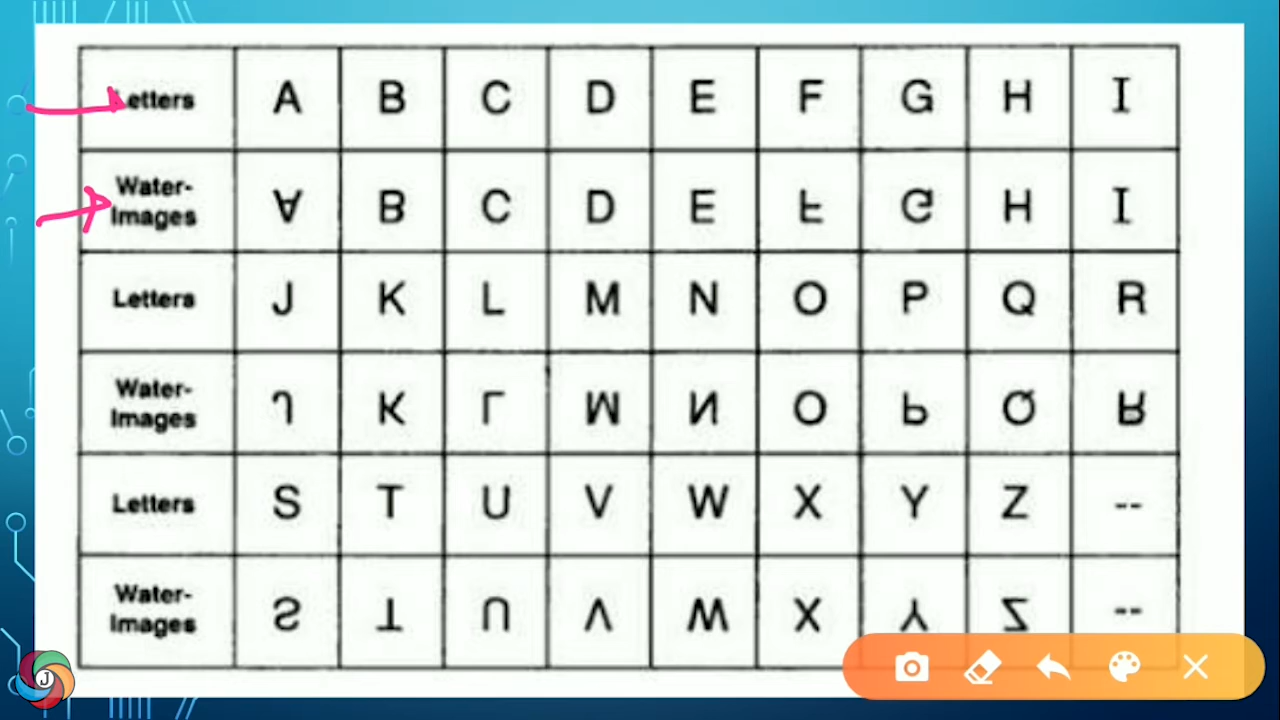 Letters A B C D E F G H I
Water-Images ∀ B C D E Ⅎ G H I
Letters J K L M N O P Q R
Water-Images J K L M N O P Q R
Letters S T U V W X Y Z --
Water-Images S T U V W X Y Z --
J